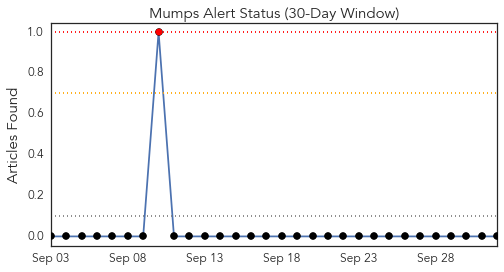 Mumps Alert Status (30-Day Window)
Articles Found
1.0
0.8
0.6
0.4
0.2
0.0
Sep 03 Sep 08 Sep 13 Sep 18 Sep 23 Sep 28